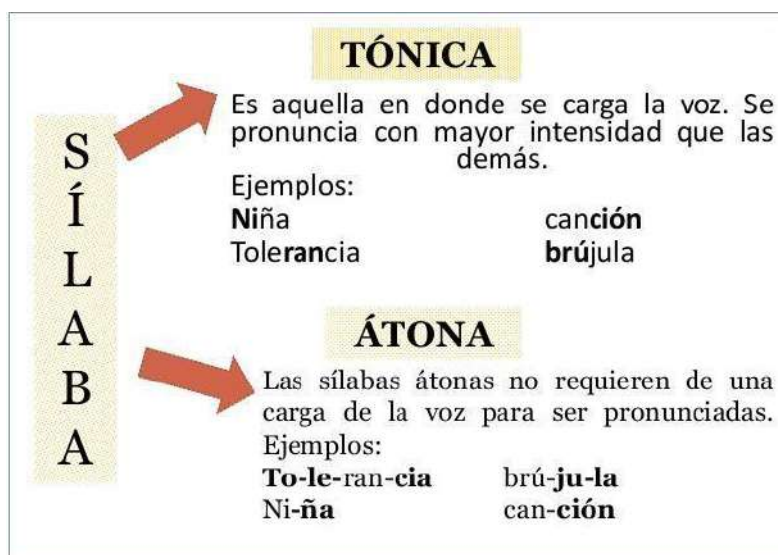 SÍLABA
TÓNICA
Es aquella en donde se carga la voz. Se
pronuncia con mayor intensidad que las
demás.
Ejemplos:
Niña canción
Tolerancia brújula
ÁTONA
Las sílabas átonas no requieren de una
carga de la voz para ser pronunciadas.
Ejemplos:
To-le-ran-cia brú-ju-la
Ni-ña can-ción